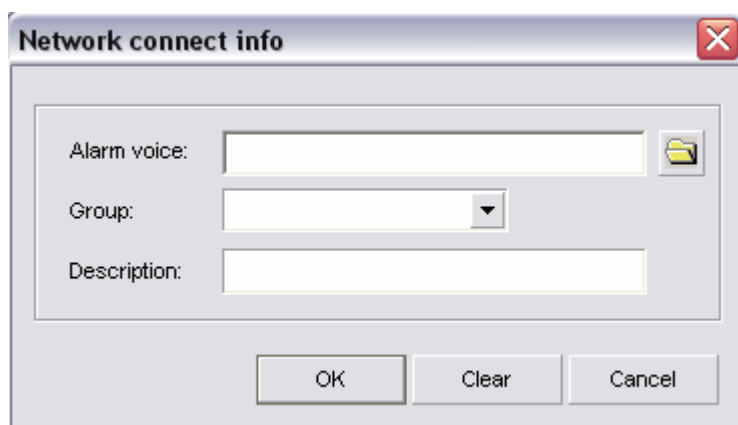 Network connect info
Alarm voice:
Group:
Description:
OK Clear Cancel